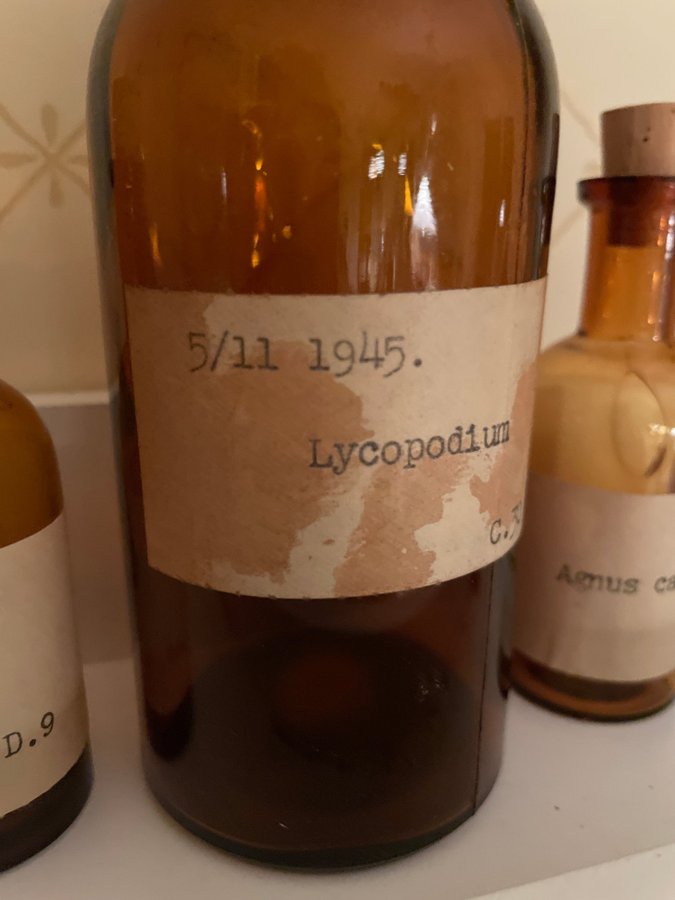 5/11 1945.
Lycopodium
D.9
Agnus